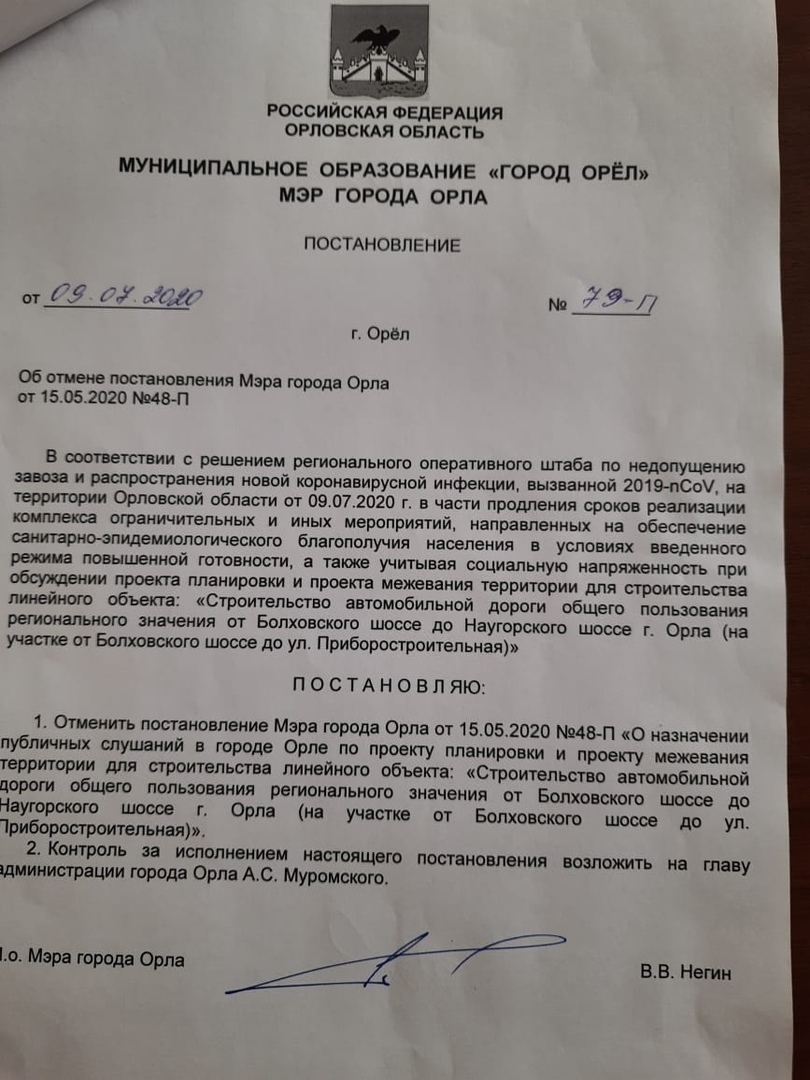 РОССИЙСКАЯ ФЕДЕРАЦИЯ
ОРЛОВСКАЯ ОБЛАСТЬ
МУНИЦИПАЛЬНОЕ ОБРАЗОВАНИЕ «ГОРОД ОРЁЛ»
МЭР ГОРОДА ОРЛА
ПОСТАНОВЛЕНИЕ
от 09.07.2020 № 79-П
г. Орёл
Об отмене постановления Мэра города Орла
от 15.05.2020 №48-П
В соответствии с решением регионального оперативного штаба по недопущению
завоза и распространения новой коронавирусной инфекции, вызванной 2019-nCoV, на
территории Орловской области от 09.07.2020 г. в части продления сроков реализации
комплекса ограничительных и иных мероприятий, направленных на обеспечение
санитарно-эпидемиологического благополучия населения в условиях введенного
режима повышенной готовности, а также учитывая социальную напряженность при
обсуждении проекта планировки и проекта межевания территории для строительства
линейного объекта: «Строительство автомобильной дороги общего пользования
регионального значения от Болховского шоссе до Наугорского шоссе г. Орла (на
участке от Болховского шоссе до ул. Приборостроительная)»
П О С Т А Н О В Л Я Ю:
1. Отменить постановление Мэра города Орла от 15.05.2020 №48-П «О назначении
публичных слушаний в городе Орле по проекту планировки и проекту межевания
территории для строительства линейного объекта: «Строительство автомобильной
дороги общего пользования регионального значения от Болховского шоссе до
Наугорского шоссе г. Орла (на участке от Болховского шоссе до ул.
Приборостроительная)».
2. Контроль за исполнением настоящего постановления возложить на главу
администрации города Орла А.С. Муромского.
И.о. Мэра города Орла
В.В. Негин